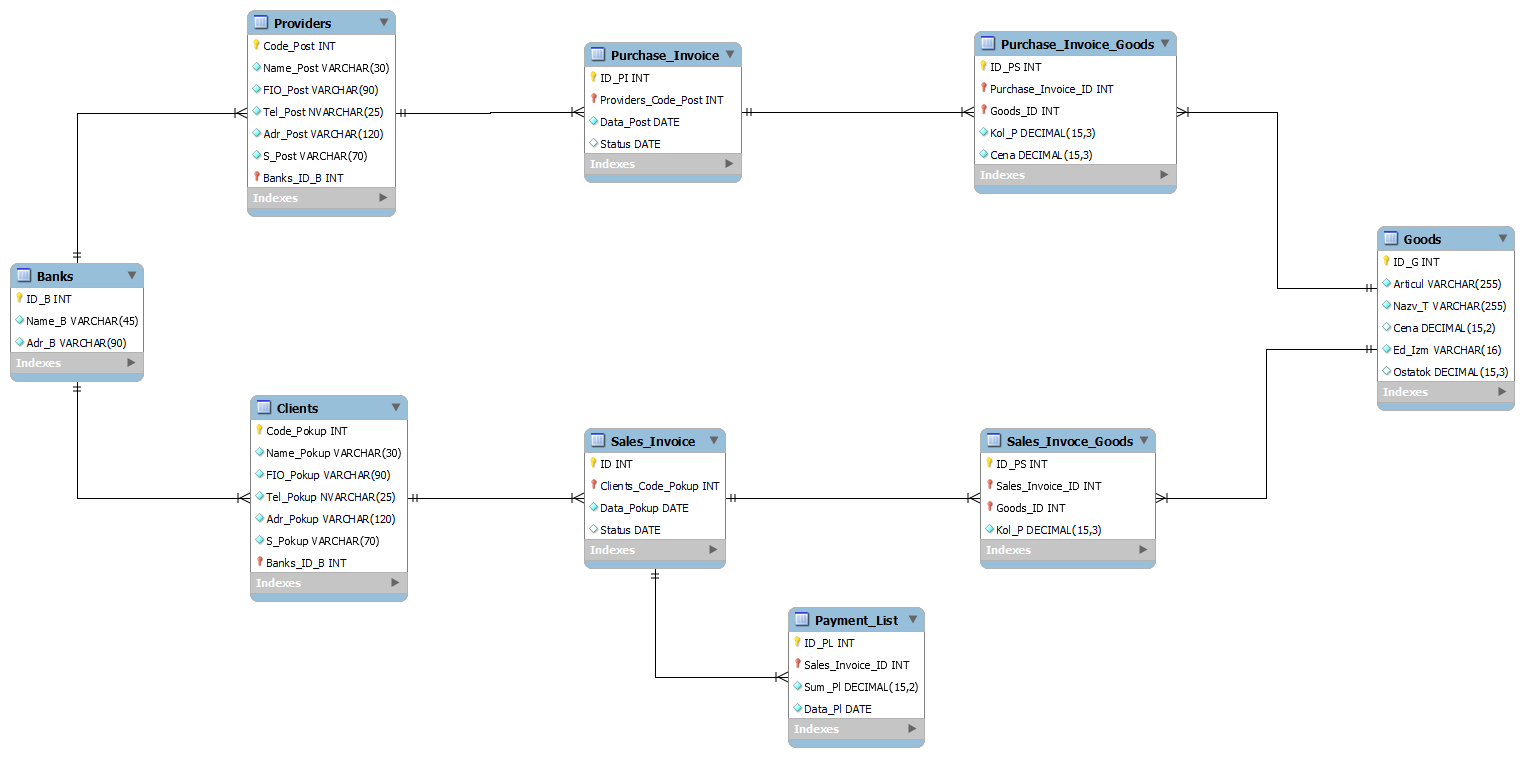 Providers
Code_Post INT
Name_Post VARCHAR(30)
FIO_Post VARCHAR(90)
Tel_Post NVARCHAR(25)
Adr_Post VARCHAR(120)
S_Post VARCHAR(70)
Banks_ID_B INT
Indexes
Purchase_Invoice
ID_PI INT
Providers_Code_Post INT
Data_Post DATE
Status DATE
Indexes
Purchase_Invoice_Goods
ID_PS INT
Purchase_Invoice_ID INT
Goods_ID INT
Kol_P DECIMAL(15,3)
Cena DECIMAL(15,3)
Indexes
Goods
ID_G INT
Articul VARCHAR(255)
Nazv_T VARCHAR(255)
Cena DECIMAL(15,2)
Ed_Izm VARCHAR(16)
Ostatok DECIMAL(15,3)
Indexes
Banks
ID_B INT
Name_B VARCHAR(45)
Adr_B VARCHAR(90)
Indexes
Clients
Code_Pokup INT
Name_Pokup VARCHAR(30)
FIO_Pokup VARCHAR(90)
Tel_Pokup NVARCHAR(25)
Adr_Pokup VARCHAR(120)
S_Pokup VARCHAR(70)
Banks_ID_B INT
Indexes
Sales_Invoice
ID INT
Clients_Code_Pokup INT
Data_Pokup DATE
Status DATE
Indexes
Sales_Invoce_Goods
ID_PS INT
Sales_Invoice_ID INT
Goods_ID INT
Kol_P DECIMAL(15,3)
Indexes
Payment_List
ID_PL INT
Sales_Invoice_ID INT
Sum_Pl DECIMAL(15,2)
Data_Pl DATE
Indexes